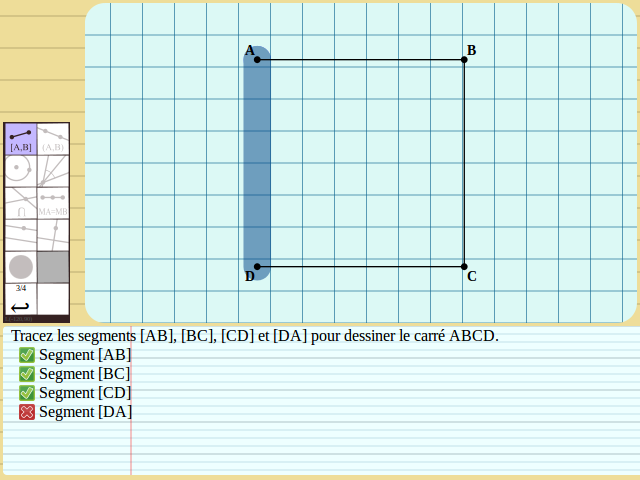 A
B
[A,B]
(A,B)
⋂
MA=MB
D
C
3/4
Tracez les segments [AB], [BC], [CD] et [DA] pour dessiner le carré ABCD.
Segment [AB]
Segment [BC]
Segment [CD]
Segment [DA]